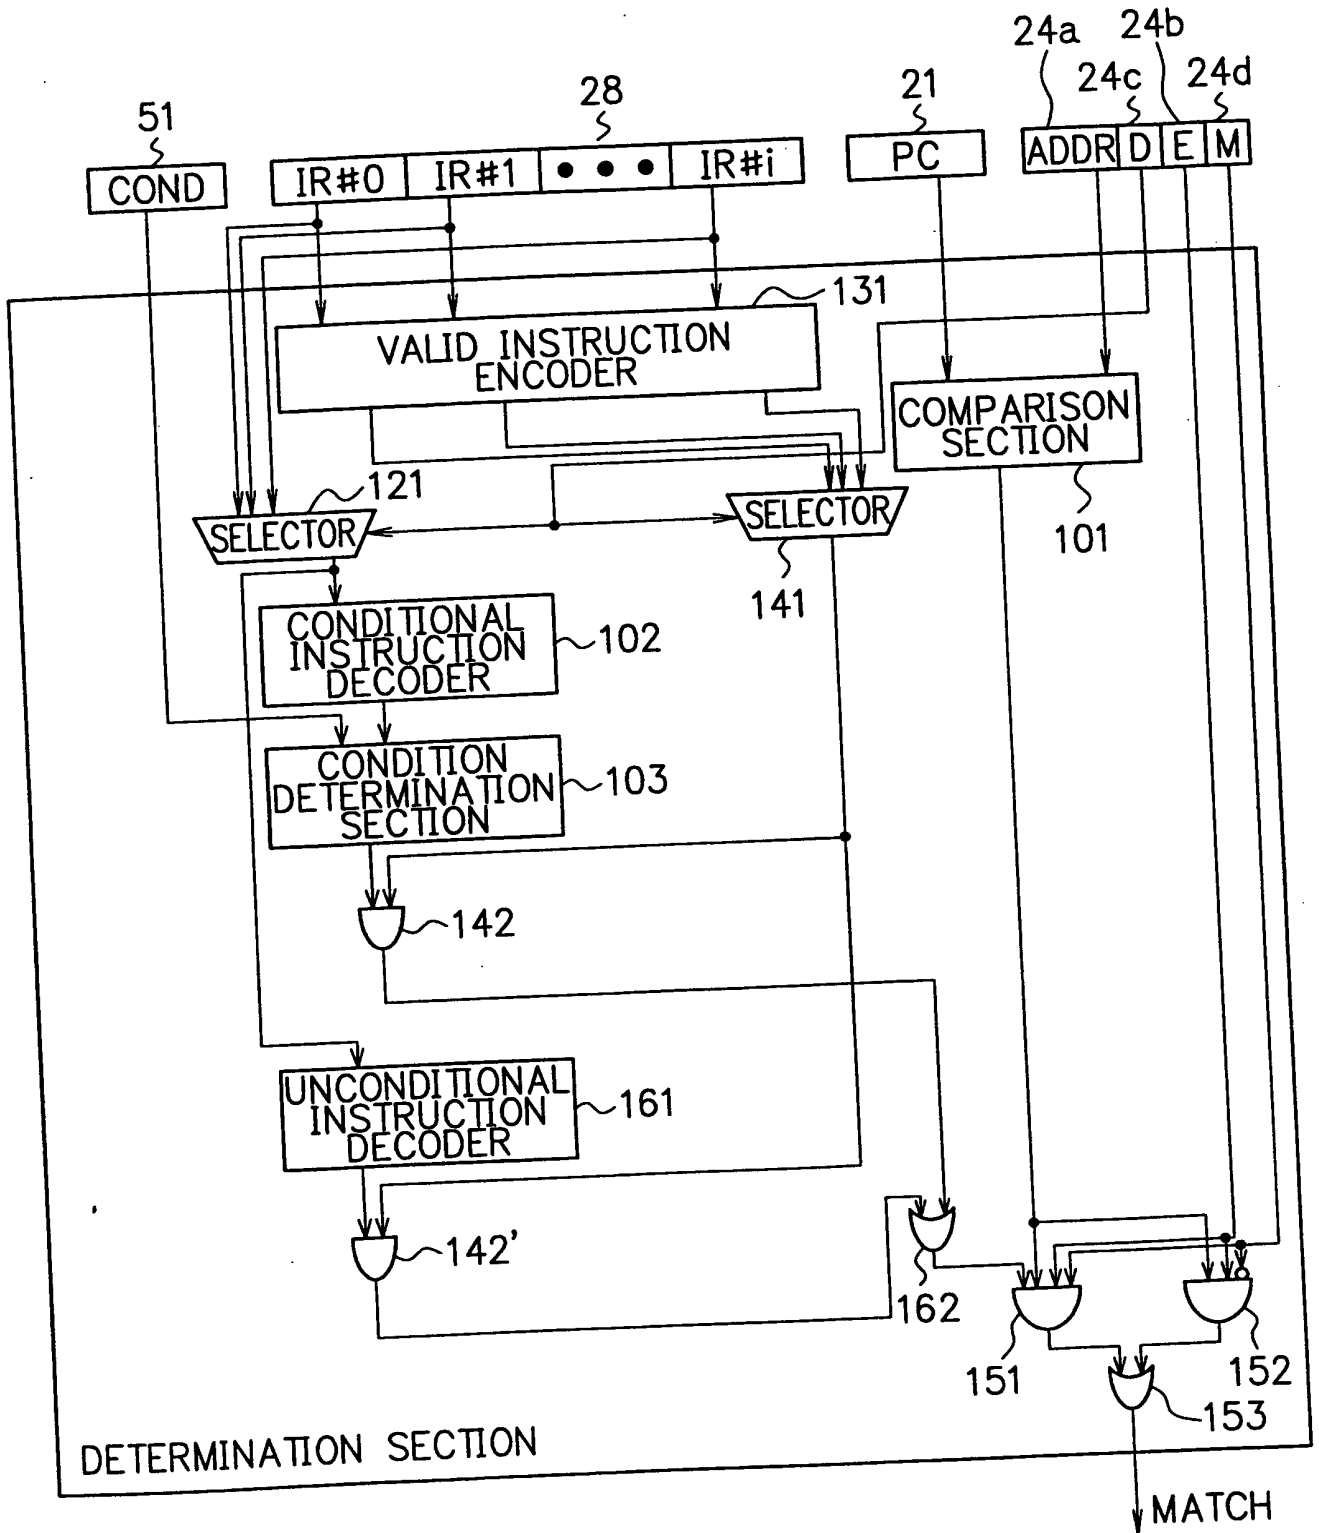 24a
24b
24c
24d
21
28
51
ADDR D E M
PC
IR#0 IR#1 ● ● ● IR#i
COND
131
VALID INSTRUCTION
ENCODER
COMPARISON
SECTION
121
SELECTOR
SELECTOR
101
141
CONDITIONAL
INSTRUCTION
DECODER
102
CONDITION
DETERMINATION
SECTION
103
142
UNCONDITIONAL
INSTRUCTION
DECODER
161
142'
162
151
152
153
DETERMINATION SECTION
MATCH